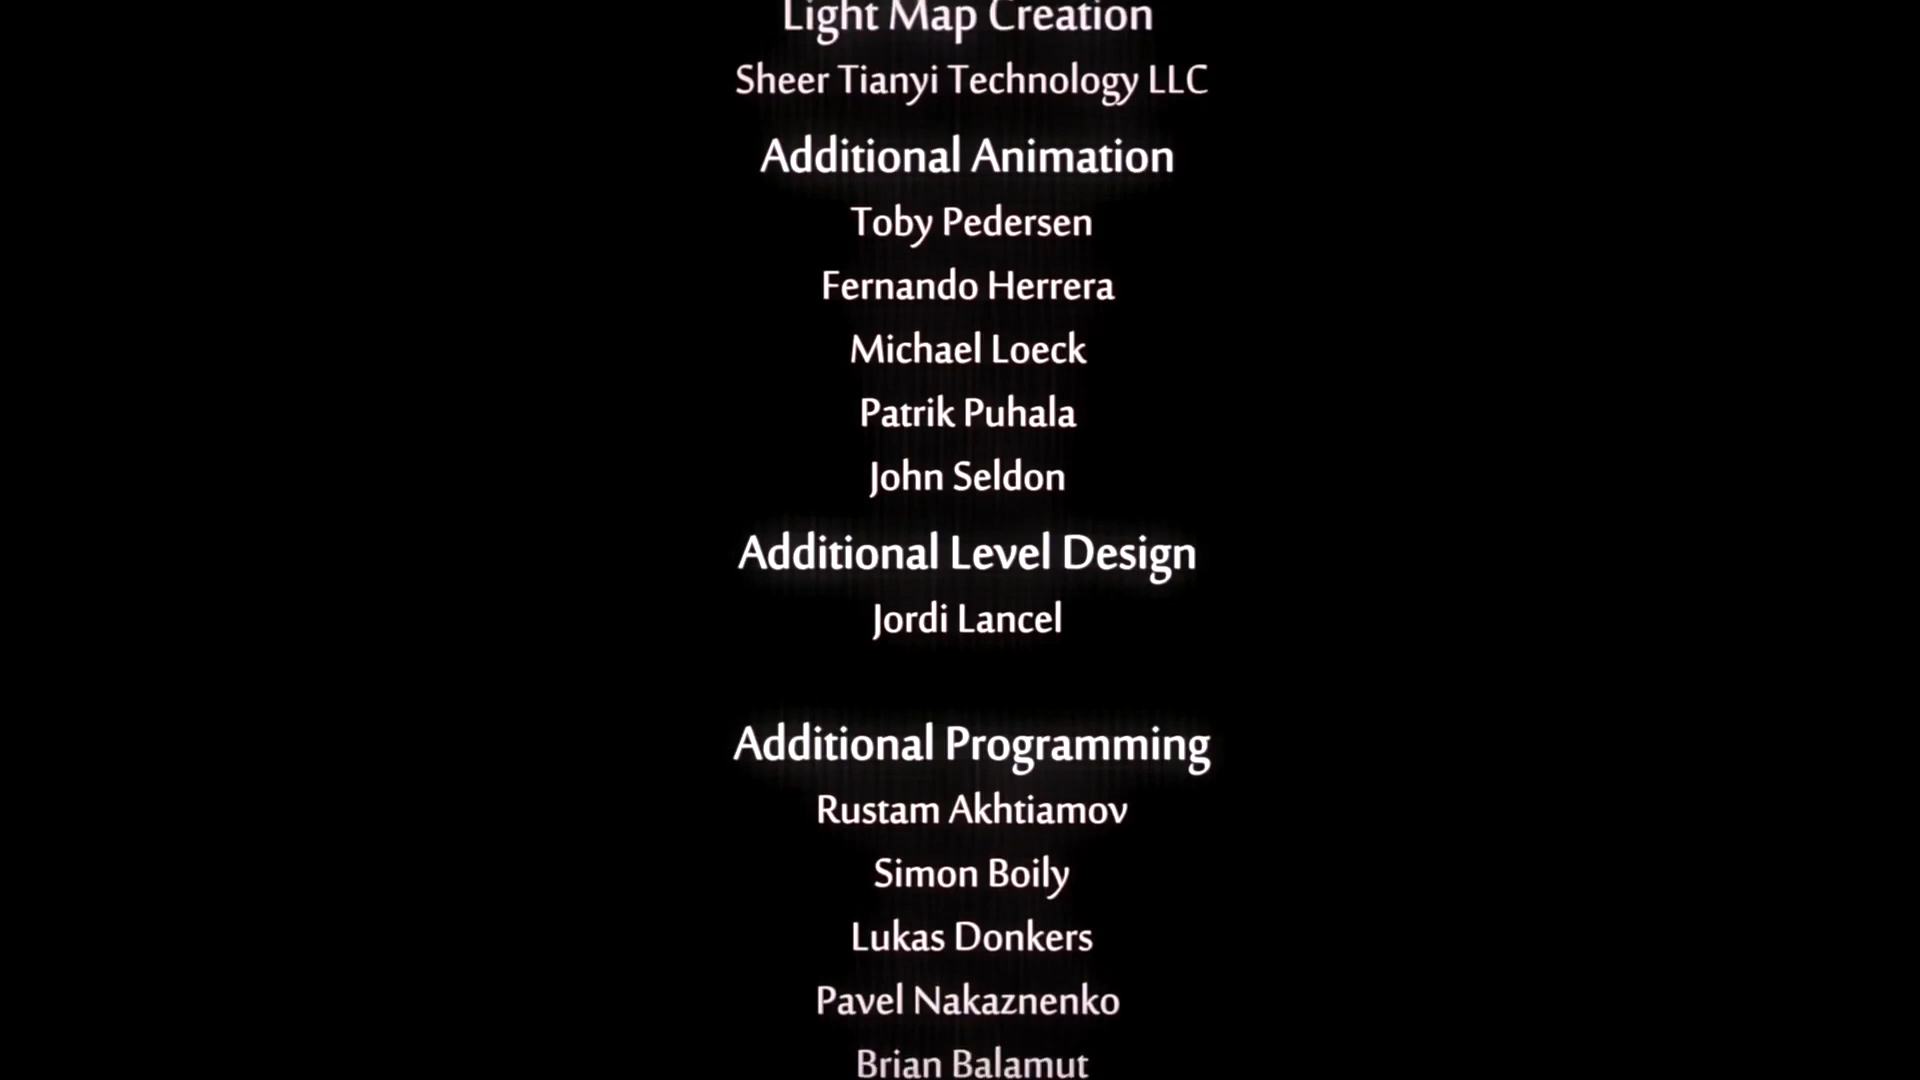 Light Map Creation
Sheer Tianyi Technology LLC
Additional Animation
Toby Pedersen
Fernando Herrera
Michael Loeck
Patrik Puhala
John Seldon
Additional Level Design
Jordi Lancel
Additional Programming
Rustam Akhtiamov
Simon Boily
Lukas Donkers
Pavel Nakaznenko
Brian Balamut